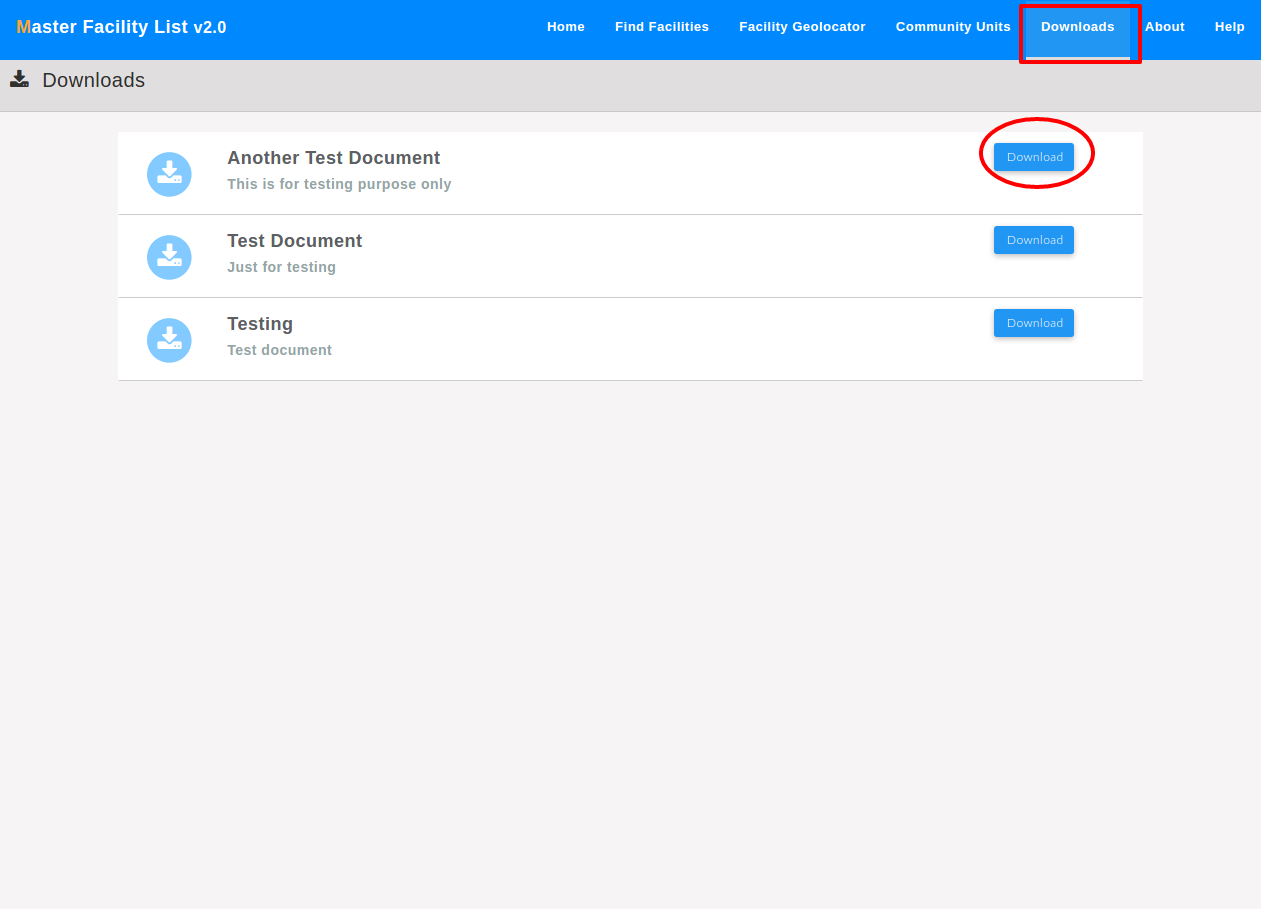 Master Facility List v2.0
Home Find Facilities Facility Geolocator Community Units Downloads About Help
Downloads
Another Test Document
This is for testing purpose only
Download
Test Document
Just for testing
Download
Testing
Test document
Download